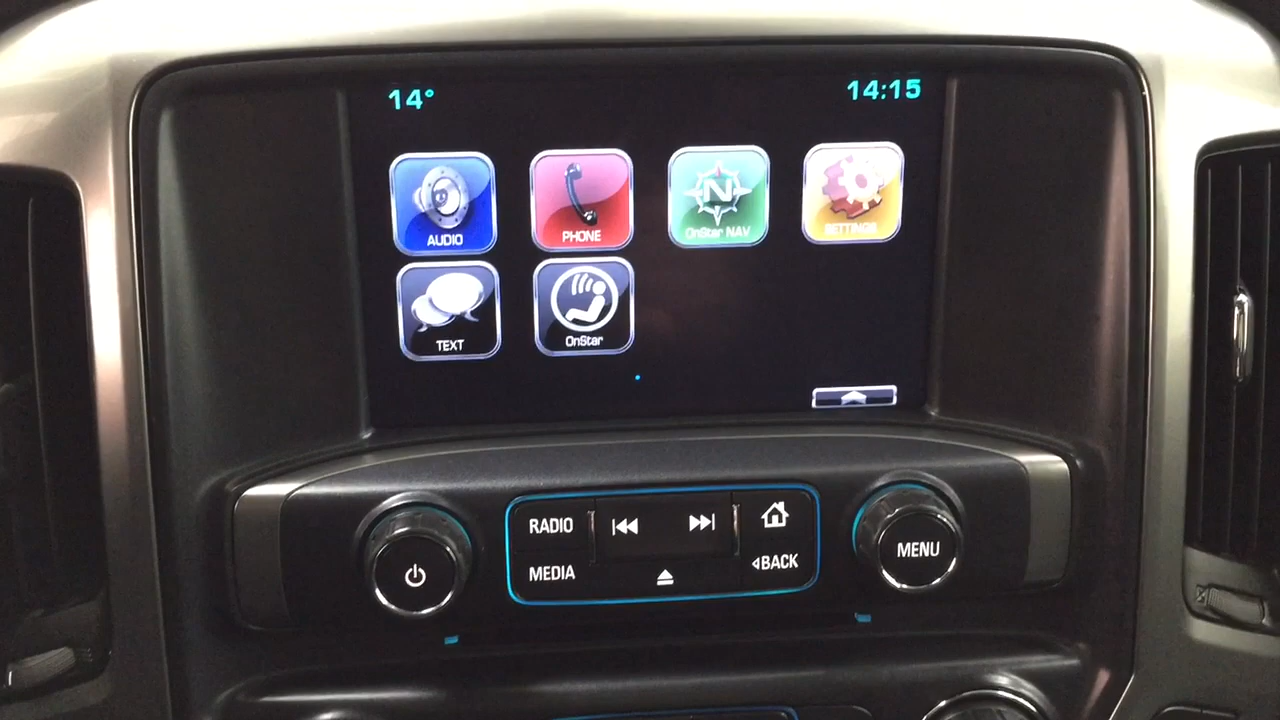 14°
14:15
AUDIO
PHONE
N
OnStar NAV
SETTINGS
TEXT
OnStar
RADIO
MEDIA
BACK
MENU